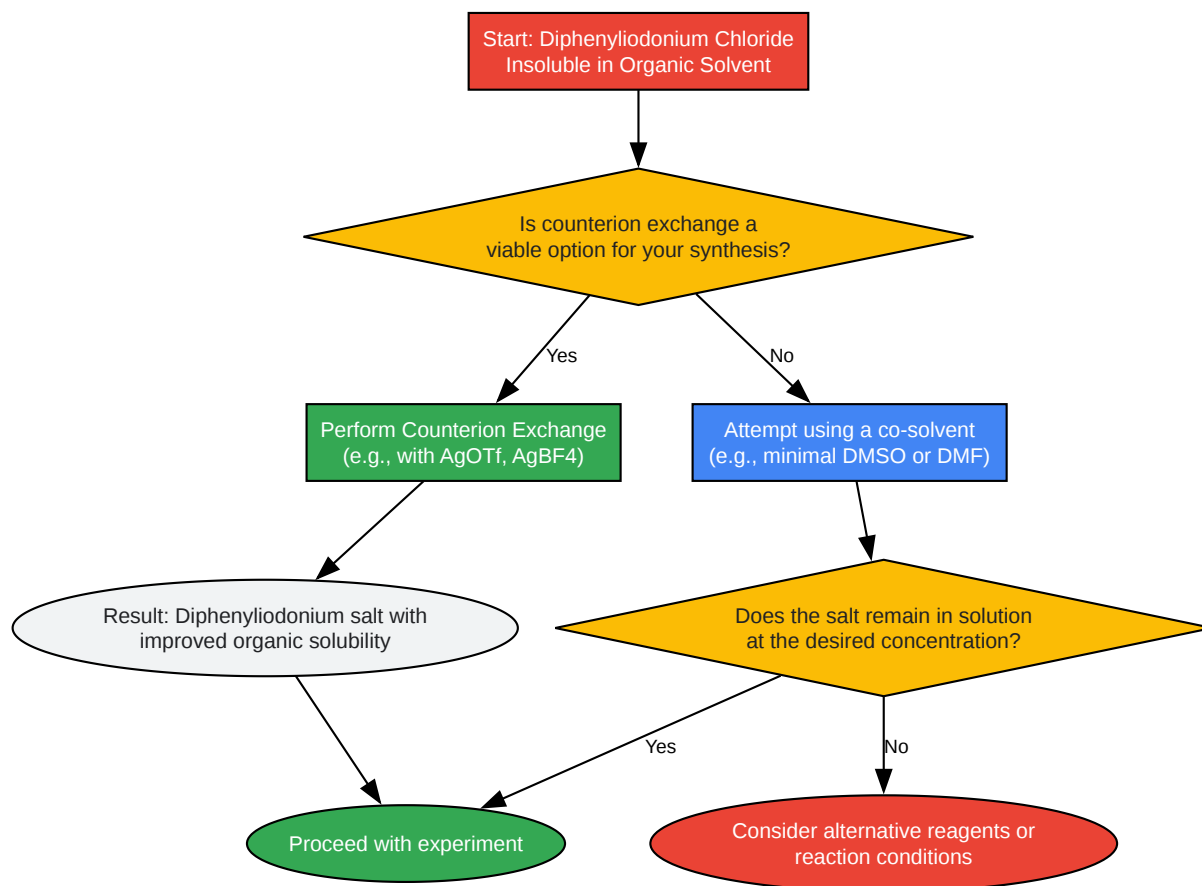 Start: Diphenyliodonium Chloride
Insoluble in Organic Solvent
Is counterion exchange a
viable option for your synthesis?
Yes
No
Perform Counterion Exchange
(e.g., with AgOTf, AgBF4)
Attempt using a co-solvent
(e.g., minimal DMSO or DMF)
Result: Diphenyliodonium salt with
improved organic solubility
Does the salt remain in solution
at the desired concentration?
Yes
No
Proceed with experiment
Consider alternative reagents or
reaction conditions